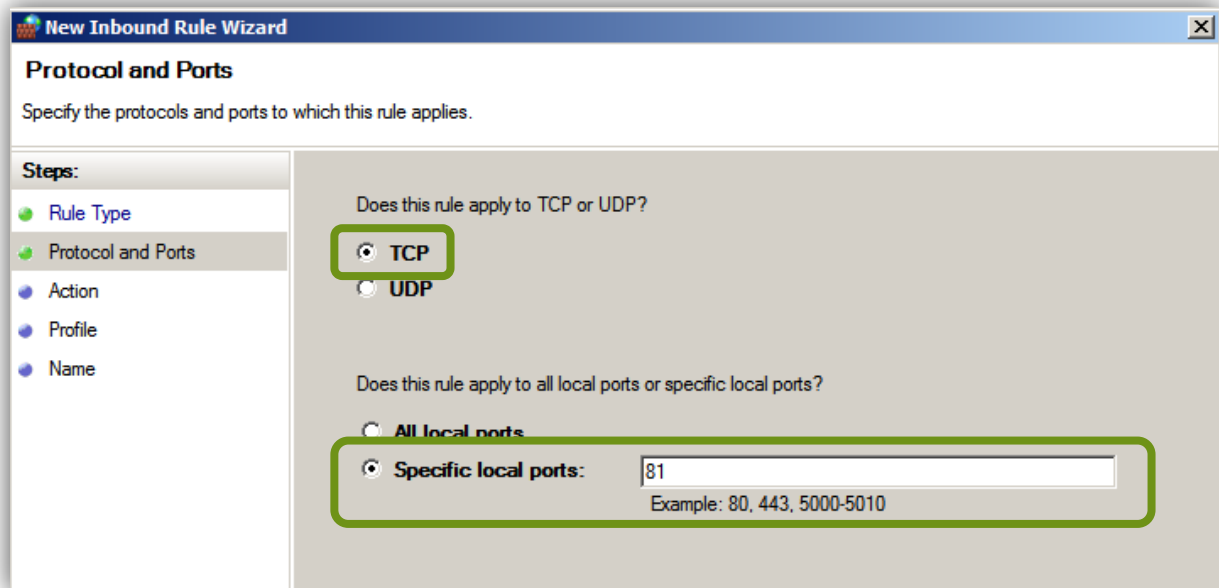 New Inbound Rule Wizard
Protocol and Ports
Specify the protocols and ports to which this rule applies.
Steps:
Rule Type
Protocol and Ports
Action
Profile
Name
Does this rule apply to TCP or UDP?
TCP
UDP
Does this rule apply to all local ports or specific local ports?
All local ports
Specific local ports: 81
Example: 80, 443, 5000-5010